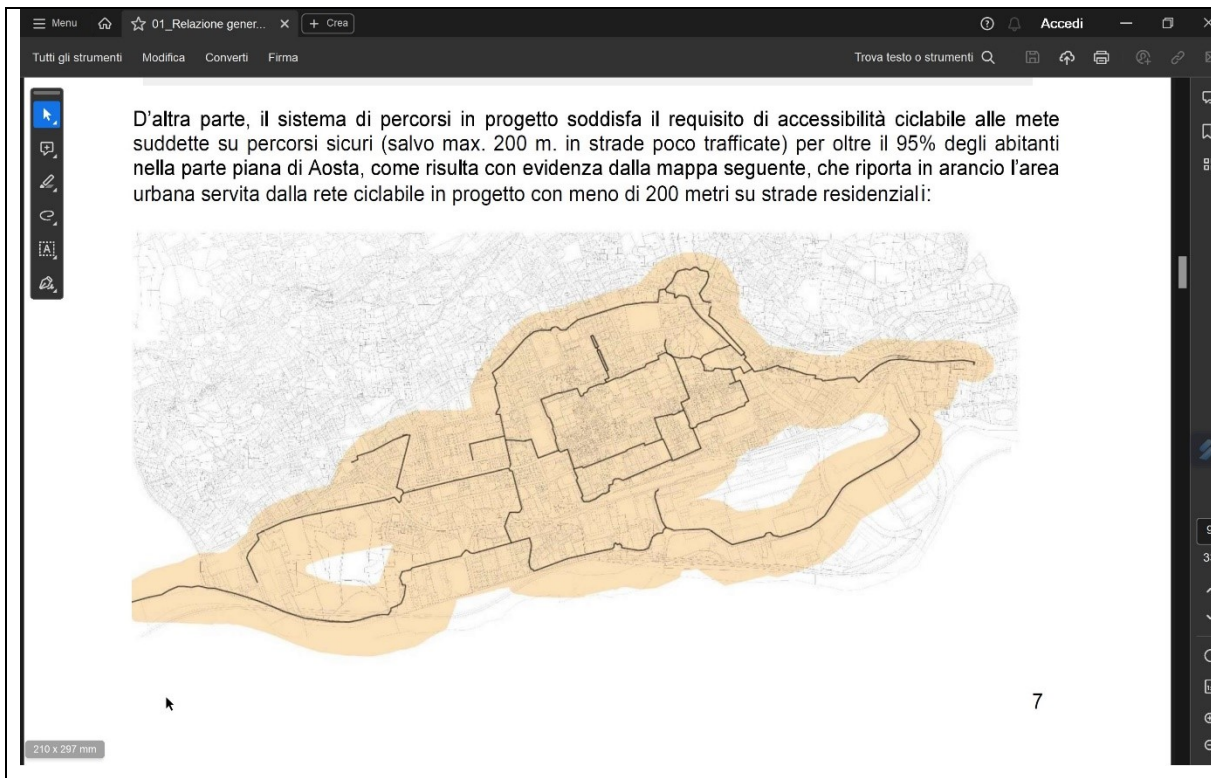 Menu
01_Relazione gener...
+ Crea
Accedi
Tutti gli strumenti Modifica Converti Firma
Trova testo o strumenti
D'altra parte, il sistema di percorsi in progetto soddisfa il requisito di accessibilità ciclabile alle mete
suddette su percorsi sicuri (salvo max. 200 m. in strade poco trafficate) per oltre il 95% degli abitanti
nella parte piana di Aosta, come risulta con evidenza dalla mappa seguente, che riporta in arancio l'area
urbana servita dalla rete ciclabile in progetto con meno di 200 metri su strade residenziali:
7
210 x 297 mm